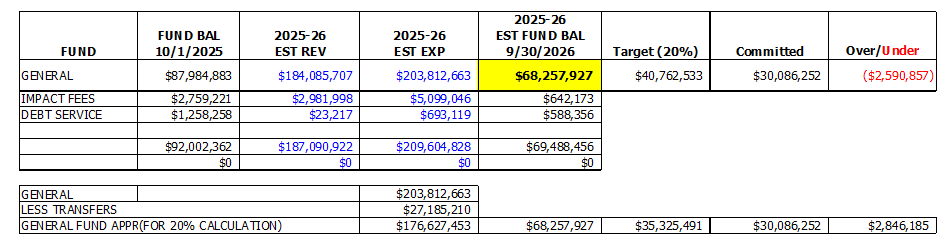 FUND FUND BAL 10/1/2025 2025-26 EST REV 2025-26 EST EXP 2025-26 EST FUND BAL 9/30/2026 Target (20%) Committed Over/Under
GENERAL $87,984,883 $184,085,707 $203,812,663 $68,257,927 $40,762,533 $30,086,252 ($2,590,857)
IMPACT FEES $2,759,221 $2,981,998 $5,099,046 $642,173
DEBT SERVICE $1,258,258 $23,217 $693,119 $588,356
$92,002,362 $187,090,922 $209,604,828 $69,488,456
$0 $0 $0 $0
GENERAL $203,812,663
LESS TRANSFERS $27,185,210
GENERAL FUND APPR(FOR 20% CALCULATION) $176,627,453 $68,257,927 $35,325,491 $30,086,252 $2,846,185